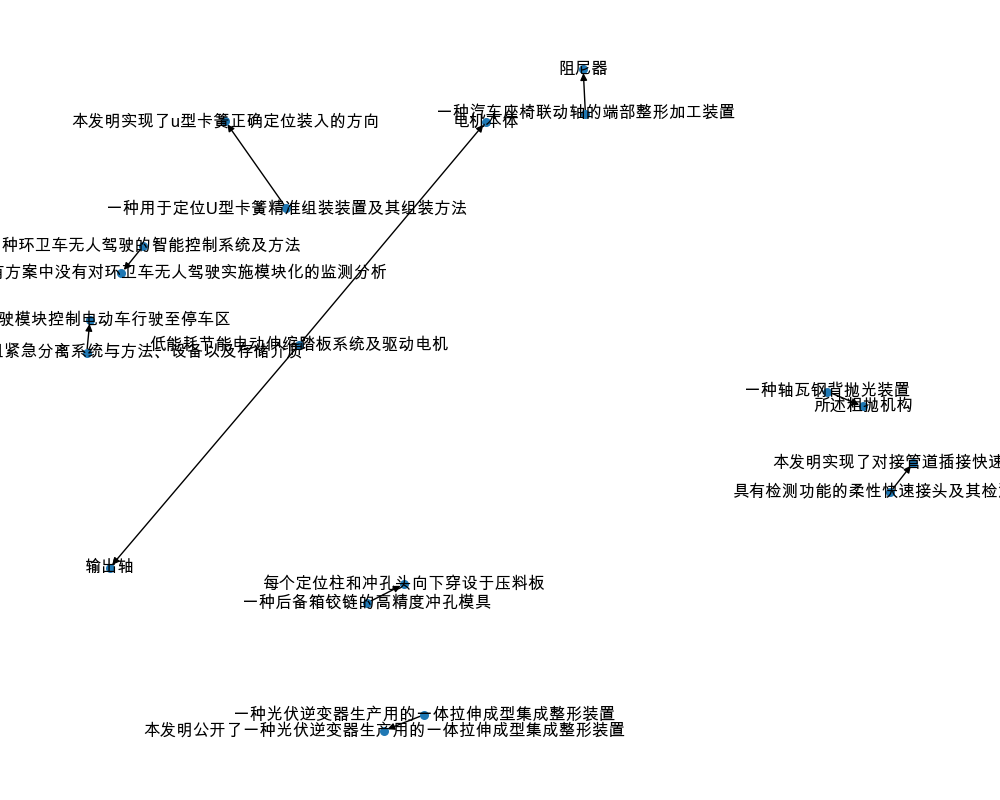 阻尼器
一种汽车座椅联动轴的端部整形加工装置
本发明实现了u型卡簧正确定位装入的方向
电机本体
一种用于定位U型卡簧精准组装装置及其组装方法
种环卫车无人驾驶的智能控制系统及方法
方案中没有对环卫车无人驾驶实施模块化的监测分析
驶模块控制电动车行驶至停车区
低能耗节能电动伸缩踏板系统及驱动电机
紧急分离系统与方法、设备以及存储介质
一种轴瓦钢背抛光装置
所述粗抛机构
本发明实现了对接管道插接快速
具有检测功能的柔性快速接头及其检
输出轴
每个定位柱和冲孔头向下穿设于压料板
一种后备箱铰链的高精度冲孔模具
一种光伏逆变器生产用的一体拉伸成型集成整形装置
本发明公开了一种光伏逆变器生产用的一体拉伸成型集成整形装置